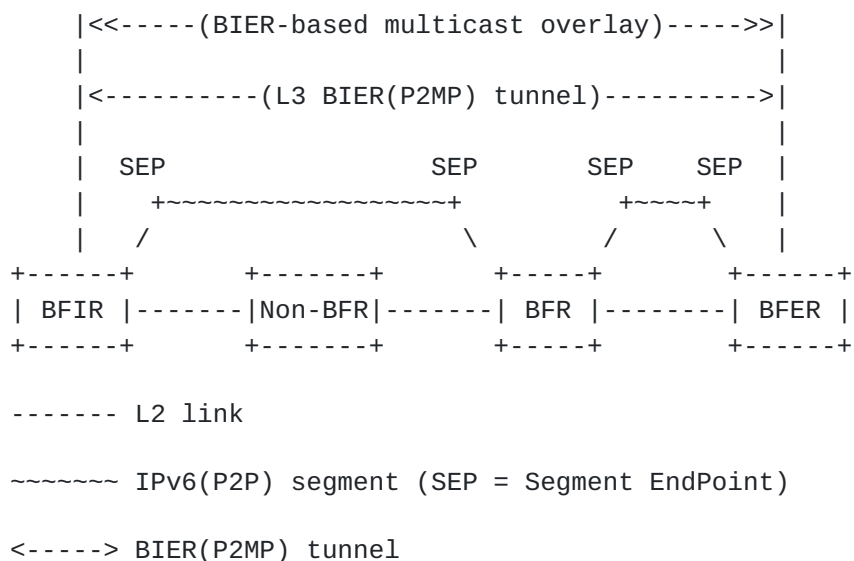 |<<-----(BIER-based multicast overlay)----->>|
|                                            |
|<----------(L3 BIER(P2MP) tunnel)---------->|
|                                            |
|  SEP                 SEP       SEP    SEP  |
|    +~~~~~~~~~~~~~~~~~~+          +~~~~+    |
|   /                    \        /      \   |
+------+       +-------+       +-----+        +------+
| BFIR |-------|Non-BFR|-------| BFR |--------| BFER |
+------+       +-------+       +-----+        +------+
------- L2 link
~~~~~~~ IPv6(P2P) segment (SEP = Segment EndPoint)
<-----> BIER(P2MP) tunnel